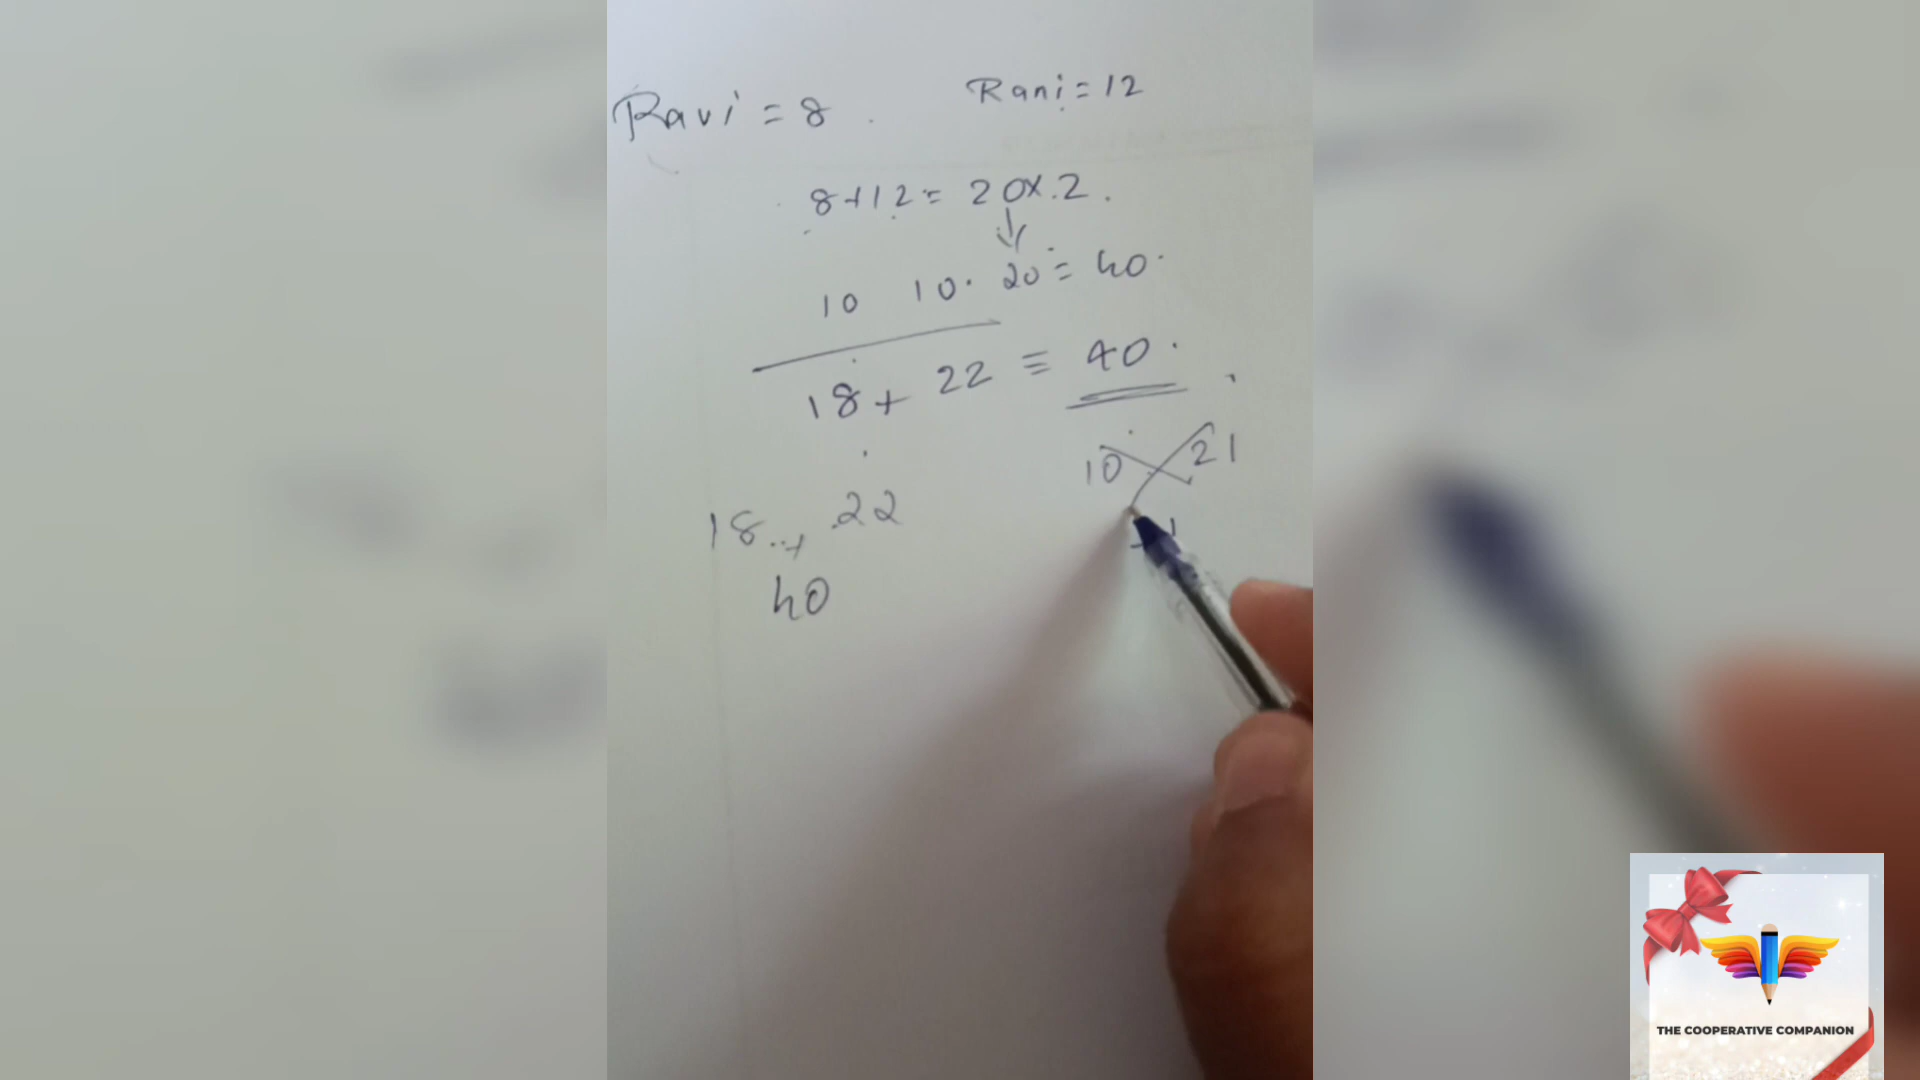 Ravi = 8 . Rani = 12
8+12 = 20x.2 .
10 10. 20 = 40.
18 + 22 = 40 .
10 21
18 + 22
40
THE COOPERATIVE COMPANION